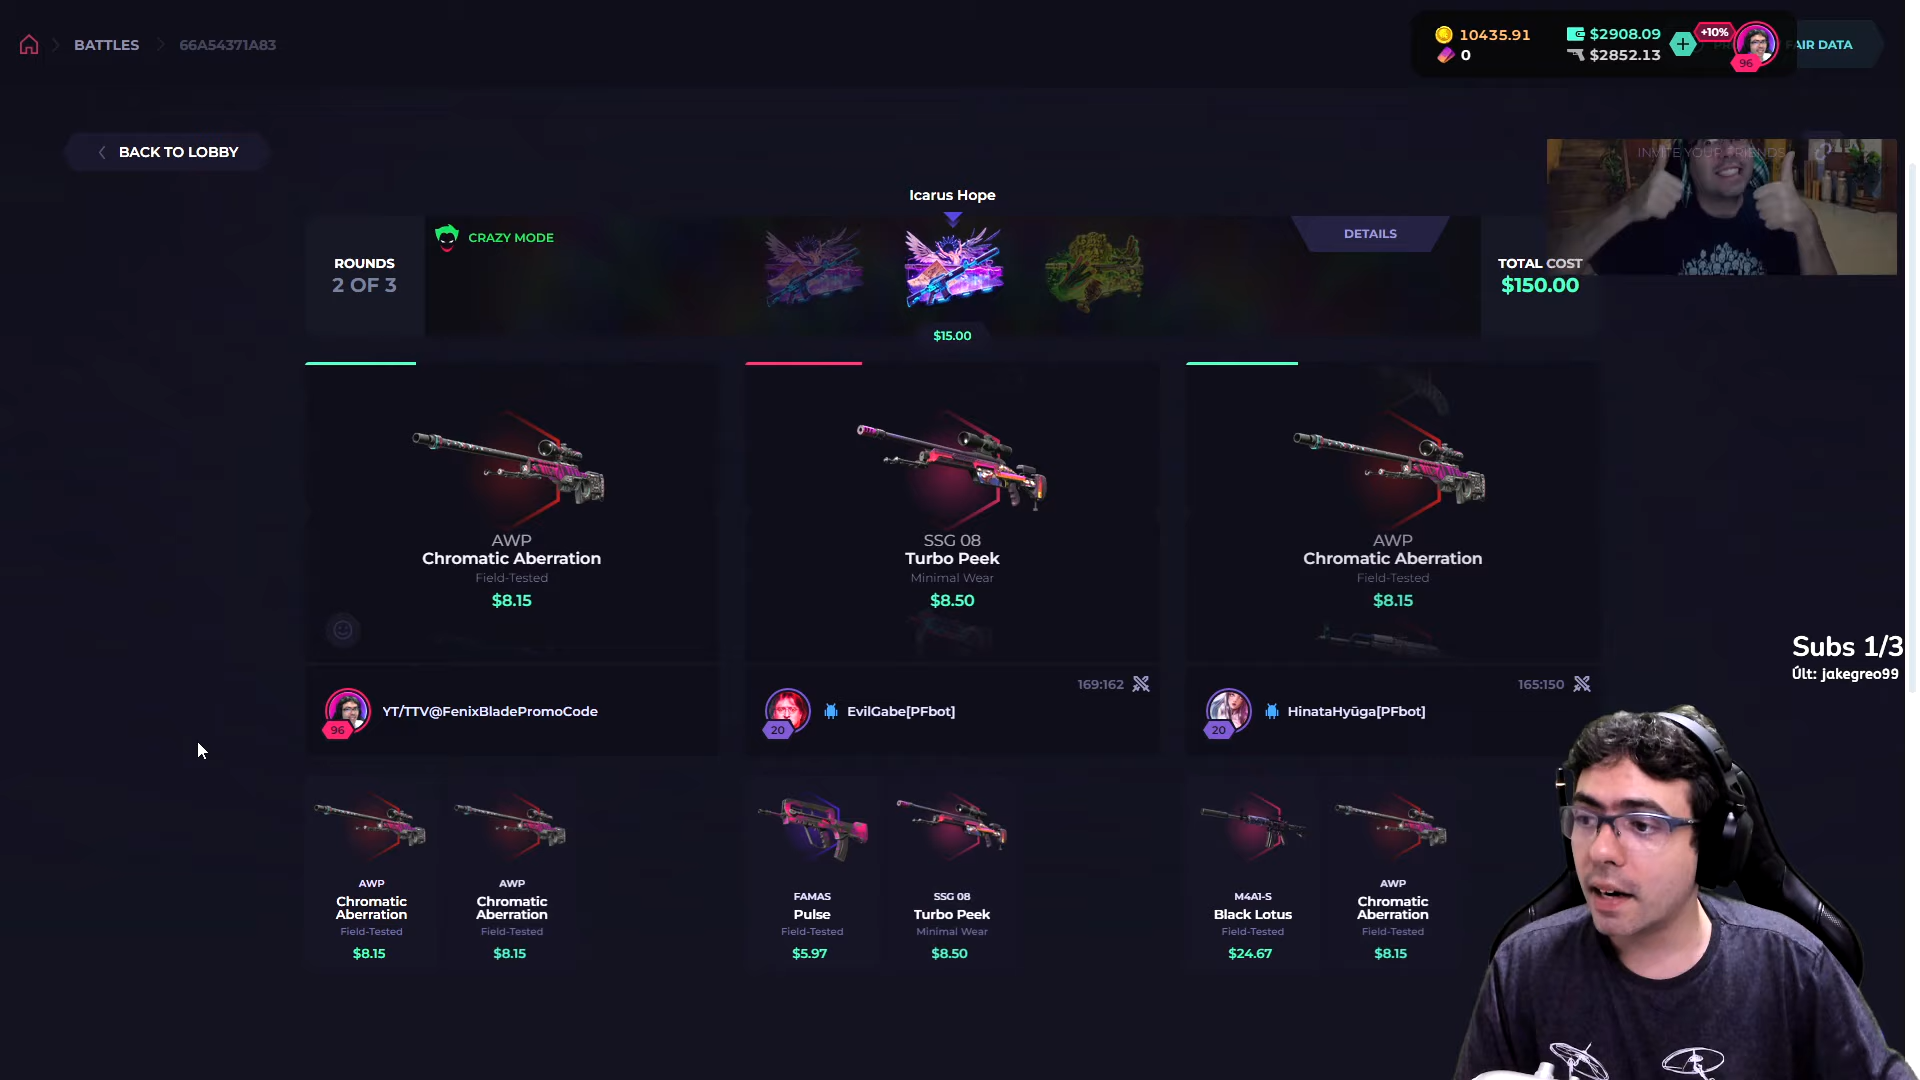 BATTLES
66A54371A83
10435.91
0
$2908.09
$2852.13
+10%
96
FAIR DATA
BACK TO LOBBY
INVITE YOUR FRIENDS
Icarus Hope
ROUNDS
2 OF 3
CRAZY MODE
DETAILS
TOTAL COST
$150.00
$15.00
AWP
Chromatic Aberration
Field-Tested
$8.15
SSG 08
Turbo Peek
Minimal Wear
$8.50
AWP
Chromatic Aberration
Field-Tested
$8.15
Subs 1/3
Últ: jakegreo99
96
YT/TTV@FenixBladePromoCode
169:162
20
EvilGabe[PFbot]
165:150
20
HinataHyūga[PFbot]
AWP
Chromatic
Aberration
Field-Tested
$8.15
AWP
Chromatic
Aberration
Field-Tested
$8.15
FAMAS
Pulse
Field-Tested
$5.97
SSG 08
Turbo Peek
Minimal Wear
$8.50
M4A1-S
Black Lotus
Field-Tested
$24.67
AWP
Chromatic
Aberration
Field-Tested
$8.15